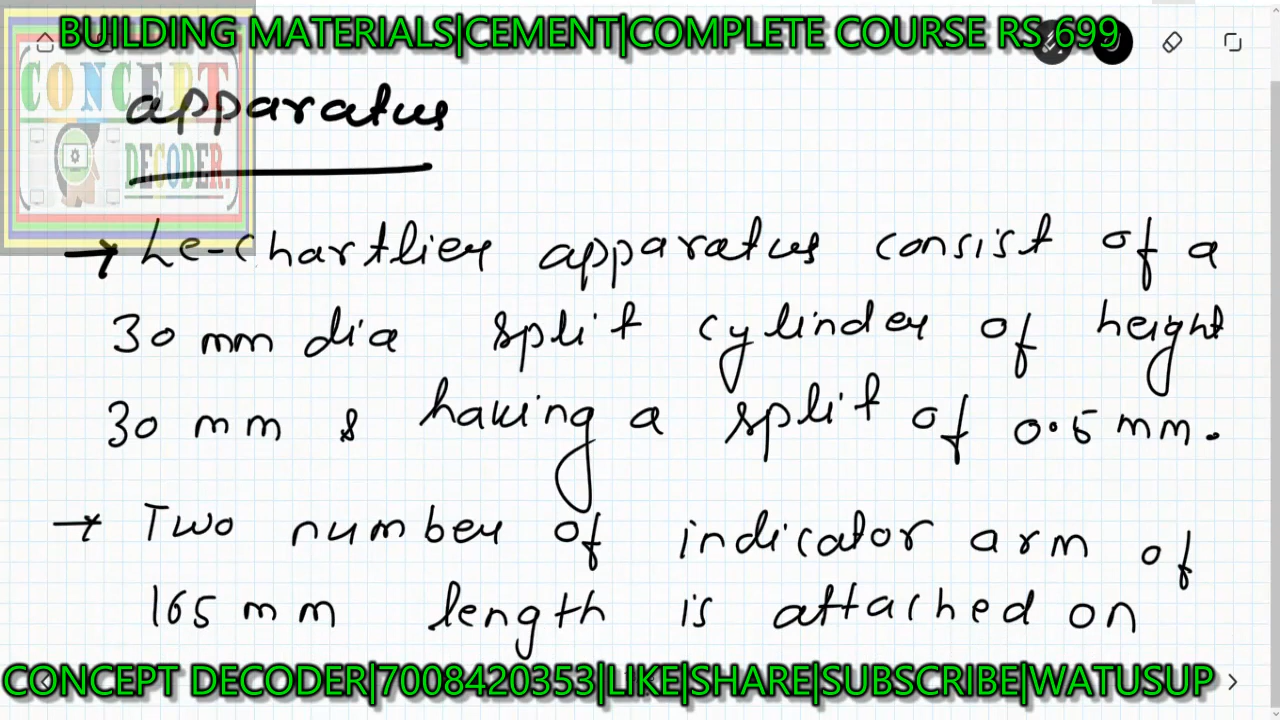 BUILDING MATERIALS|CEMENT|COMPLETE COURSE RS 699
CONCEPT
DECODER.
apparatus
→ Le-chartlier apparatus consist of a
30 mm dia split cylinder of height
30 mm & having a split of 0.5 mm.
→ Two number of indicator arm of
165 mm length is attached on
CONCEPT DECODER|7008420353|LIKE|SHARE|SUBSCRIBE|WATUSUP